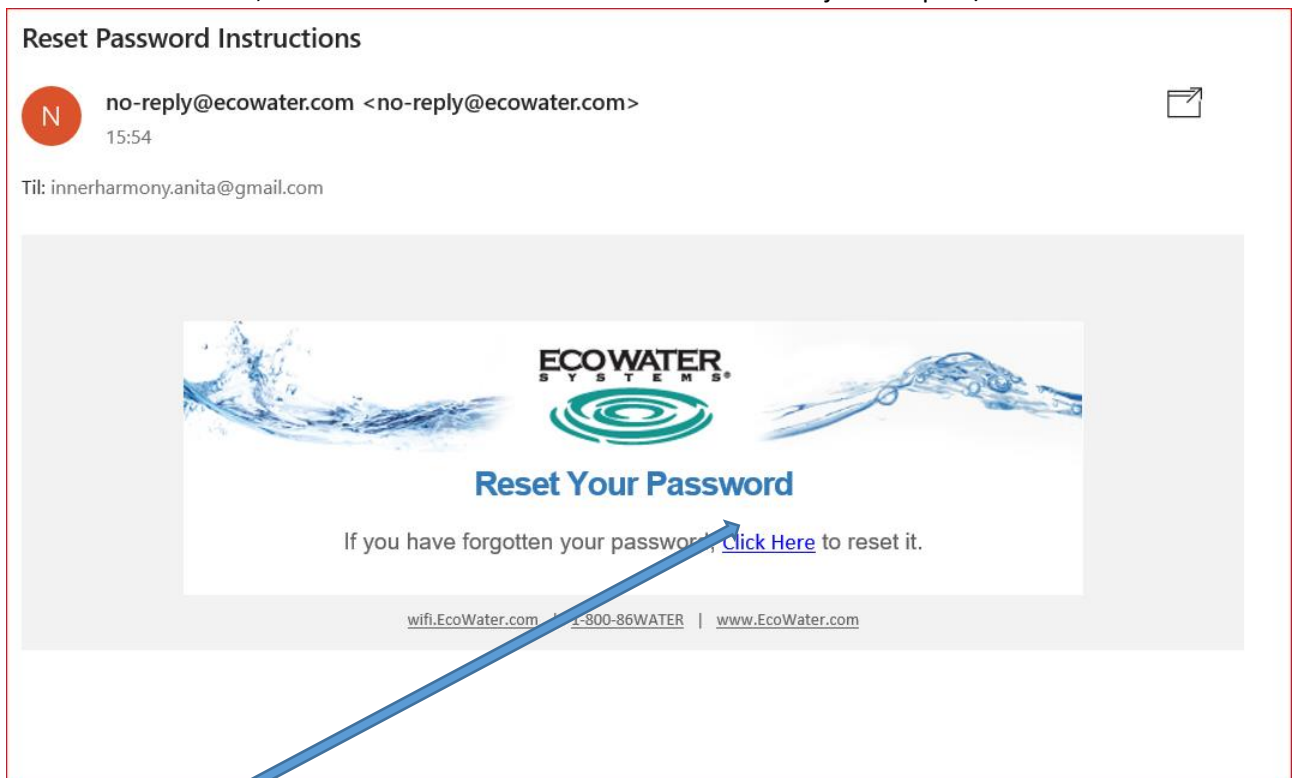 Reset Password Instructions
N
no-reply@ecowater.com <no-reply@ecowater.com>
15:54
Til: innerharmony.anita@gmail.com
ECOWATER
SYSTEMS®
Reset Your Password
If you have forgotten your password, Click Here to reset it.
wifi.EcoWater.com | 1-800-86WATER | www.EcoWater.com